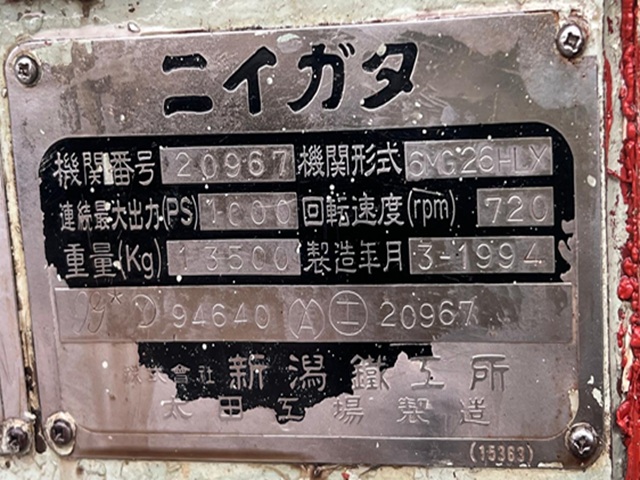 ニイガタ
機関番号 20967 機関形式 6MG26HLX
連続最大出力(PS) 1600 回転速度(rpm) 720
重量(Kg) 13500 製造年月 3-1994
94640 (A) 工 20967
株式會社 新潟鐵工所
太田工場製造
(15363)